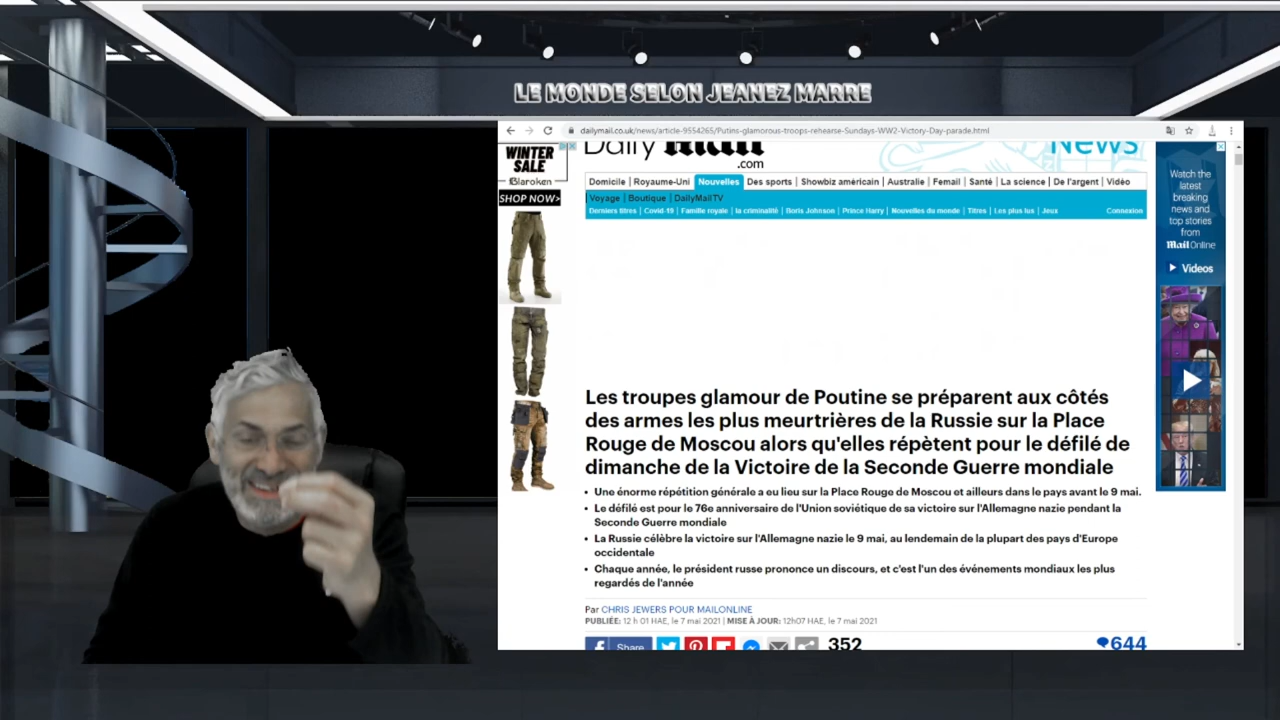 LE MONDE SELON JEANEZ MARRE
dailymail.co.uk/news/article-9554265/Putins-glamorous-troops-rehearse-Sundays-WW2-Victory-Day-parade.html
WINTER
SALE
Blaroken
SHOP NOW>
Daily Mail
.com
News
Domicile | Royaume-Uni | Nouvelles | Des sports | Showbiz américain | Australie | Femail | Santé | La science | De l'argent | Vidéo
Voyage | Boutique | DailyMailTV
Derniers titres | Covid-19 | Famille royale | la criminalité | Boris Johnson | Prince Harry | Nouvelles du monde | Titres | Les plus lus | Jeux
Connexion
Watch the
latest
breaking
news and
top stories
from
Mail Online
Videos
Les troupes glamour de Poutine se préparent aux côtés
des armes les plus meurtrières de la Russie sur la Place
Rouge de Moscou alors qu'elles répètent pour le défilé de
dimanche de la Victoire de la Seconde Guerre mondiale
• Une énorme répétition générale a eu lieu sur la Place Rouge de Moscou et ailleurs dans le pays avant le 9 mai.
• Le défilé est pour le 76e anniversaire de l'Union soviétique de sa victoire sur l'Allemagne nazie pendant la
Seconde Guerre mondiale
• La Russie célèbre la victoire sur l'Allemagne nazie le 9 mai, au lendemain de la plupart des pays d'Europe
occidentale
• Chaque année, le président russe prononce un discours, et c'est l'un des événements mondiaux les plus
regardés de l'année
Par CHRIS JEWERS POUR MAILONLINE
PUBLIÉE: 12 h 01 HAE, le 7 mai 2021 | MISE À JOUR: 12h07 HAE, le 7 mai 2021
Share
352
644